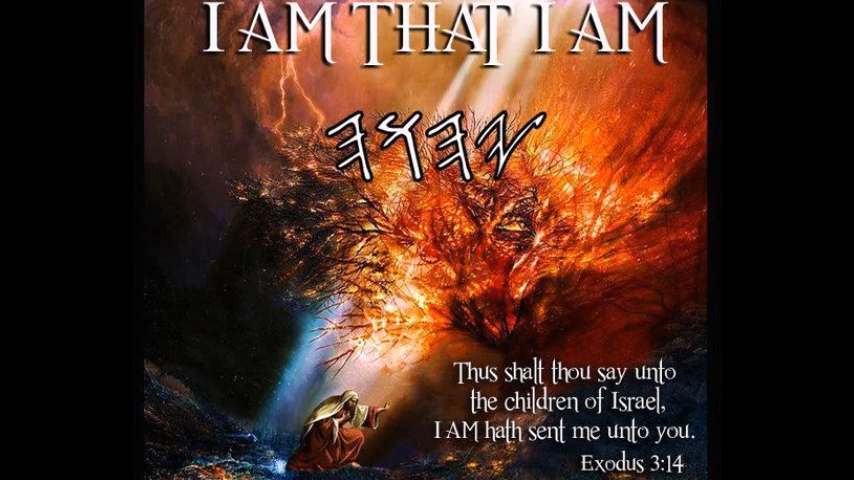 I AM THAT I AM
𐤉𐤄𐤅𐤄
Thus shalt thou say unto
the children of Israel,
I AM hath sent me unto you.
Exodus 3:14